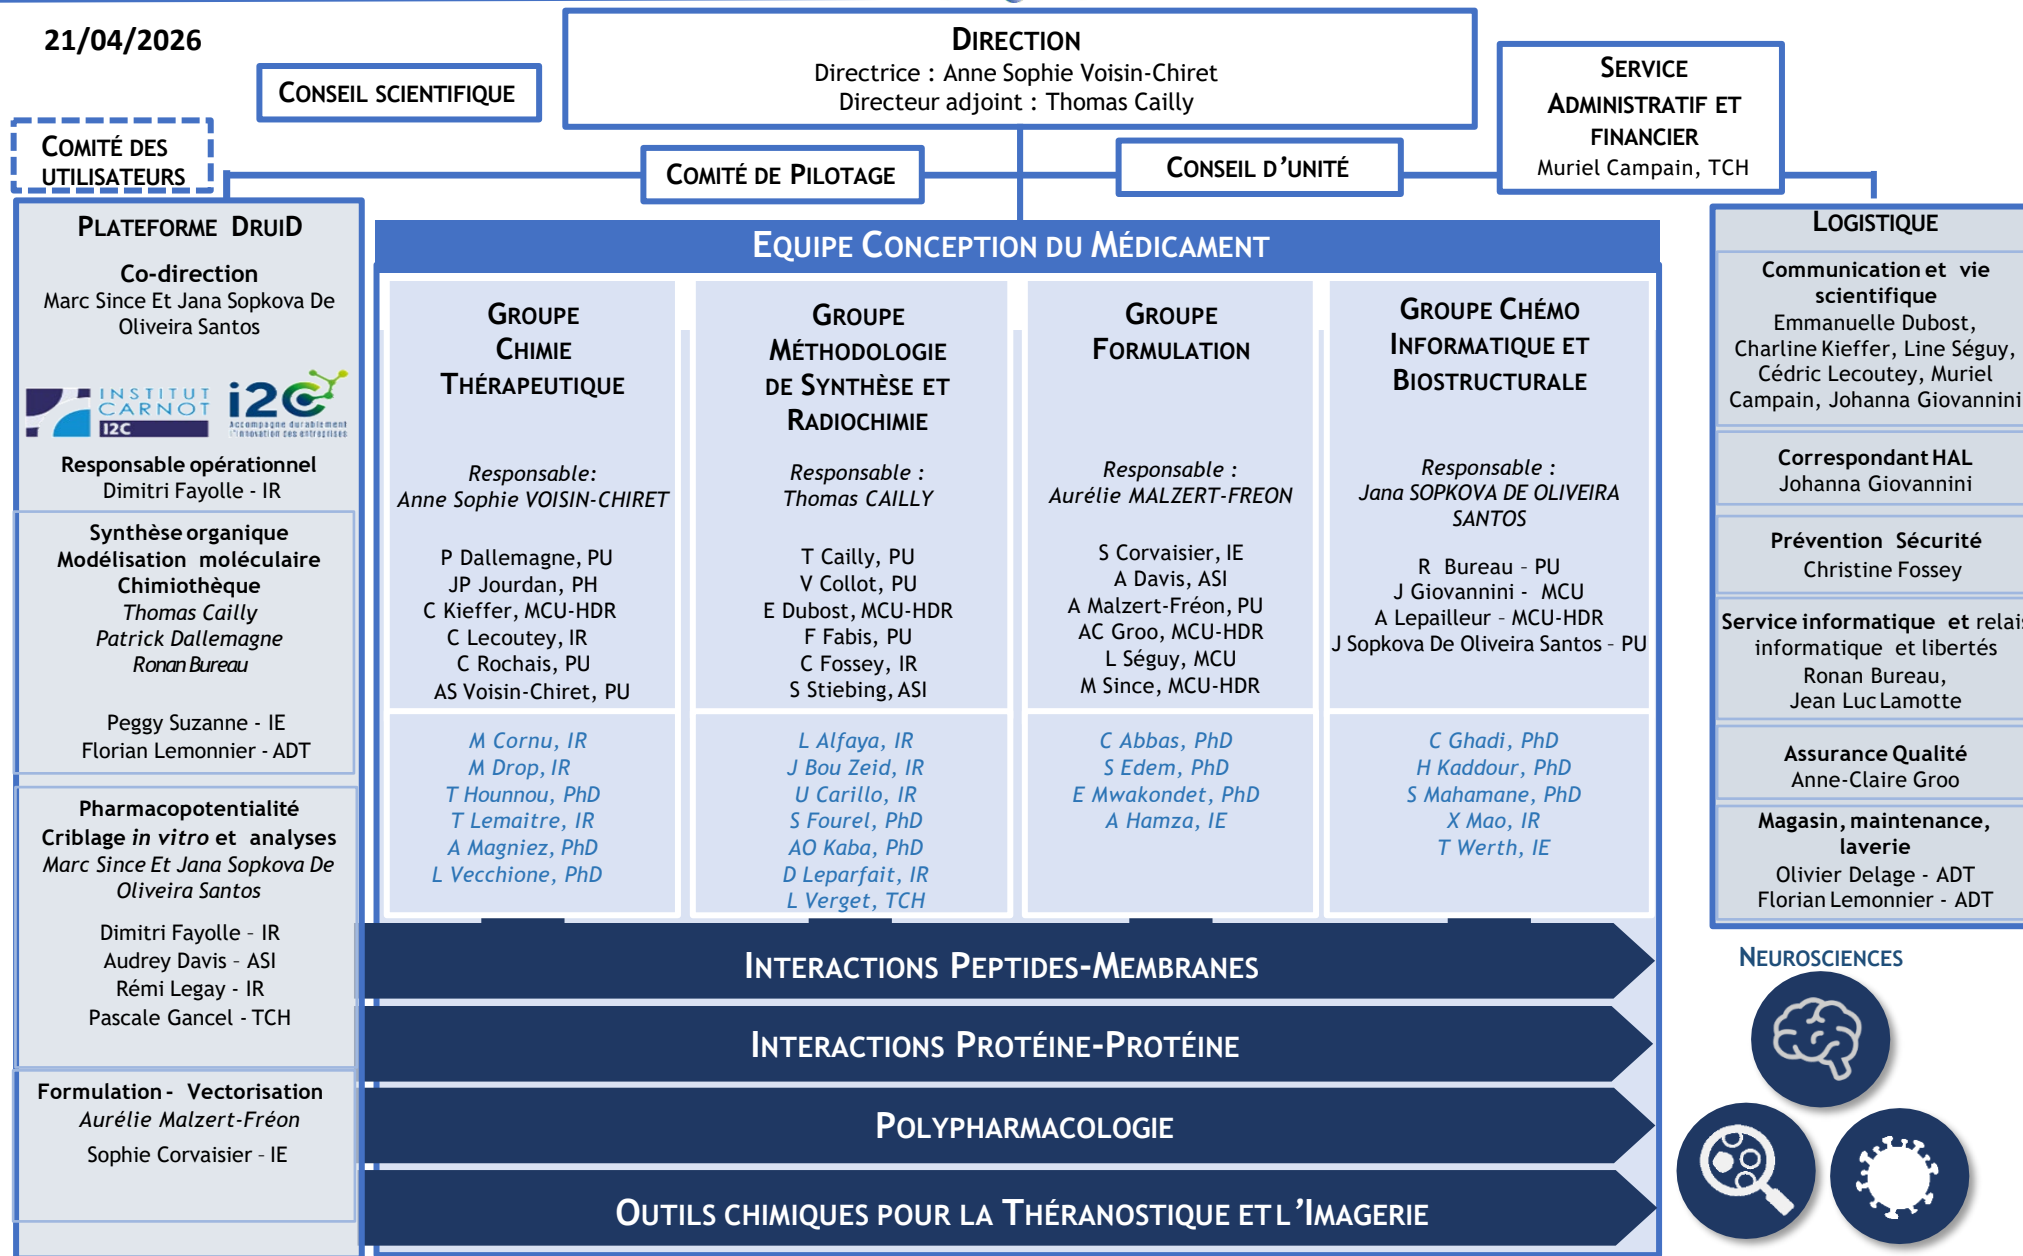 21/04/2026
DIRECTION
Directrice : Anne Sophie Voisin-Chiret
Directeur adjoint : Thomas Cailly
CONSEIL SCIENTIFIQUE
SERVICE
ADMINISTRATIF ET
FINANCIER
Muriel Campain, TCH
COMITÉ DES
UTILISATEURS
COMITÉ DE PILOTAGE
CONSEIL D'UNITÉ
PLATEFORME DRUID
Co-direction
Marc Since Et Jana Sopkova De
Oliveira Santos
INSTITUT
CARNOT
I2C
i2C
Accompagne durablement
l'innovation des entreprises
Responsable opérationnel
Dimitri Fayolle - IR
Synthèse organique
Modélisation moléculaire
Chimiothèque
Thomas Cailly
Patrick Dallemagne
Ronan Bureau
Peggy Suzanne - IE
Florian Lemonnier - ADT
Pharmacopotentialité
Criblage in vitro et analyses
Marc Since Et Jana Sopkova De
Oliveira Santos
Dimitri Fayolle – IR
Audrey Davis – ASI
Rémi Legay - IR
Pascale Gancel - TCH
Formulation - Vectorisation
Aurélie Malzert-Fréon
Sophie Corvaisier – IE
EQUIPE CONCEPTION DU MÉDICAMENT
GROUPE
CHIMIE
THÉRAPEUTIQUE
Responsable:
Anne Sophie VOISIN-CHIRET
P Dallemagne, PU
JP Jourdan, PH
C Kieffer, MCU-HDR
C Lecoutey, IR
C Rochais, PU
AS Voisin-Chiret, PU
M Cornu, IR
M Drop, IR
T Hounnou, PhD
T Lemaitre, IR
A Magniez, PhD
L Vecchione, PhD
GROUPE
MÉTHODOLOGIE
DE SYNTHÈSE ET
RADIOCHIMIE
Responsable :
Thomas CAILLY
T Cailly, PU
V Collot, PU
E Dubost, MCU-HDR
F Fabis, PU
C Fossey, IR
S Stiebing, ASI
L Alfaya, IR
J Bou Zeid, IR
U Carillo, IR
S Fourel, PhD
AO Kaba, PhD
D Leparfait, IR
L Verget, TCH
GROUPE
FORMULATION
Responsable :
Aurélie MALZERT-FREON
S Corvaisier, IE
A Davis, ASI
A Malzert-Fréon, PU
AC Groo, MCU-HDR
L Séguy, MCU
M Since, MCU-HDR
C Abbas, PhD
S Edem, PhD
E Mwakondet, PhD
A Hamza, IE
GROUPE CHÉMO
INFORMATIQUE ET
BIOSTRUCTURALE
Responsable :
Jana SOPKOVA DE OLIVEIRA
SANTOS
R Bureau – PU
J Giovannini - MCU
A Lepailleur – MCU-HDR
J Sopkova De Oliveira Santos – PU
C Ghadi, PhD
H Kaddour, PhD
S Mahamane, PhD
X Mao, IR
T Werth, IE
INTERACTIONS PEPTIDES-MEMBRANES
INTERACTIONS PROTÉINE-PROTÉINE
POLYPHARMACOLOGIE
OUTILS CHIMIQUES POUR LA THÉRANOSTIQUE ET L'IMAGERIE
LOGISTIQUE
Communication et vie
scientifique
Emmanuelle Dubost,
Charline Kieffer, Line Séguy,
Cédric Lecoutey, Muriel
Campain, Johanna Giovannini
Correspondant HAL
Johanna Giovannini
Prévention Sécurité
Christine Fossey
Service informatique et relais
informatique et libertés
Ronan Bureau,
Jean Luc Lamotte
Assurance Qualité
Anne-Claire Groo
Magasin, maintenance,
laverie
Olivier Delage - ADT
Florian Lemonnier - ADT
NEUROSCIENCES